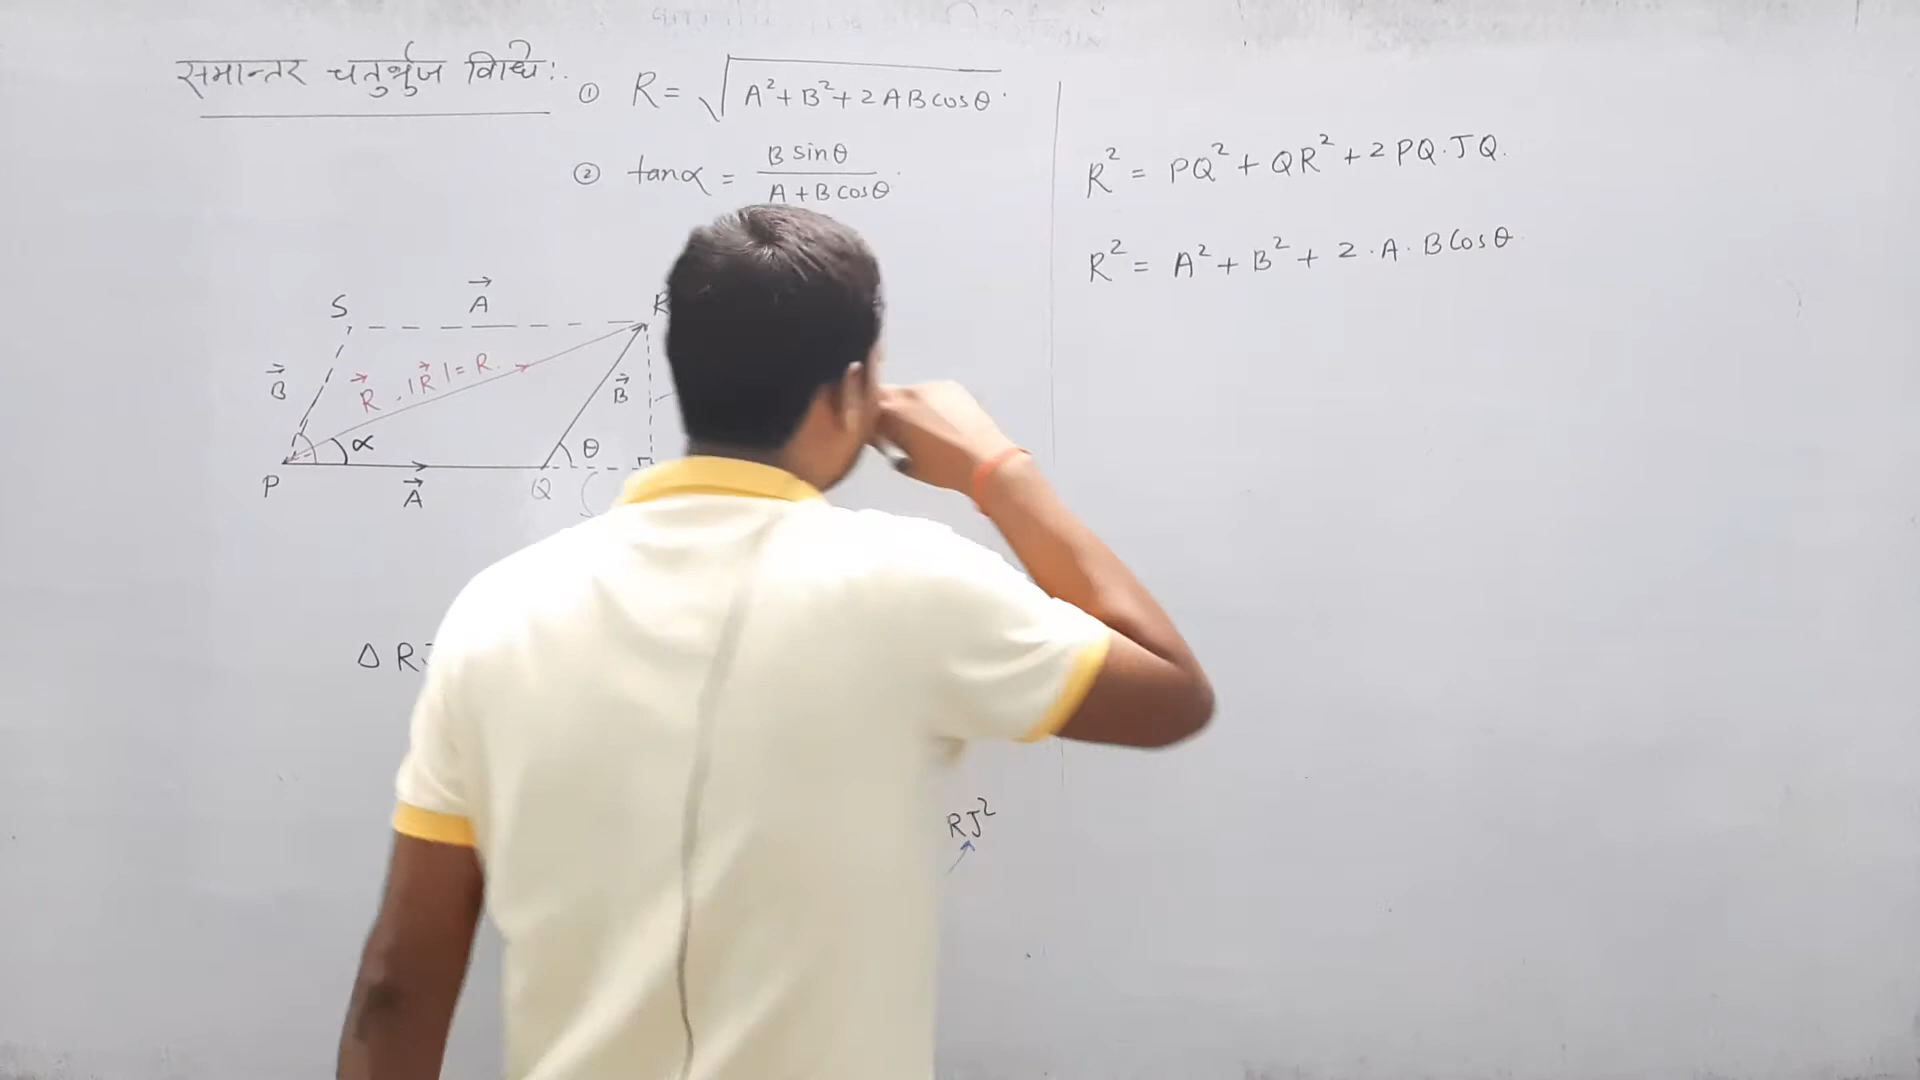 समान्तर चतुर्भुज विधि:.
① R = √A²+B²+2ABcosθ
② tanα = B sinθ / A+Bcosθ
S
A⃗
R
B⃗
R⃗ . |R⃗| = R.
B⃗
α
θ
P
A⃗
Q
Δ R
RJ²
R² = PQ² + QR² + 2PQ.JQ.
R² = A² + B² + 2.A.Bcosθ